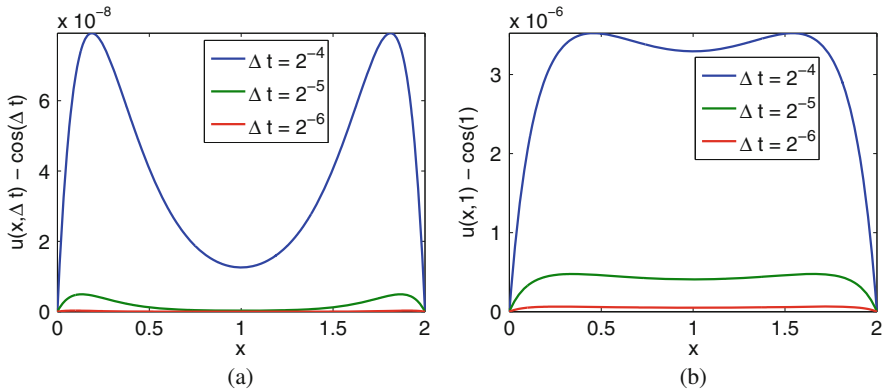 x 10⁻⁸
u(x,Δ t) − cos(Δ t)
8
6
4
2
0
Δ t = 2⁻⁴
Δ t = 2⁻⁵
Δ t = 2⁻⁶
0 0.5 1 1.5 2
x
(a)
x 10⁻⁶
u(x,1) − cos(1)
3
2
1
0
Δ t = 2⁻⁴
Δ t = 2⁻⁵
Δ t = 2⁻⁶
0 0.5 1 1.5 2
x
(b)